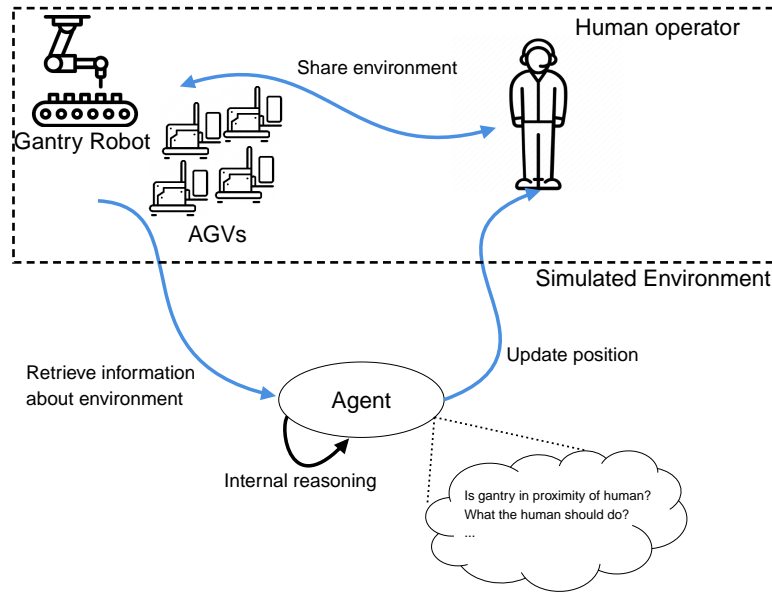 Human operator
Share environment
Gantry Robot
AGVs
Simulated Environment
Update position
Retrieve information
about environment
Agent
Internal reasoning
Is gantry in proximity of human?
What the human should do?
...